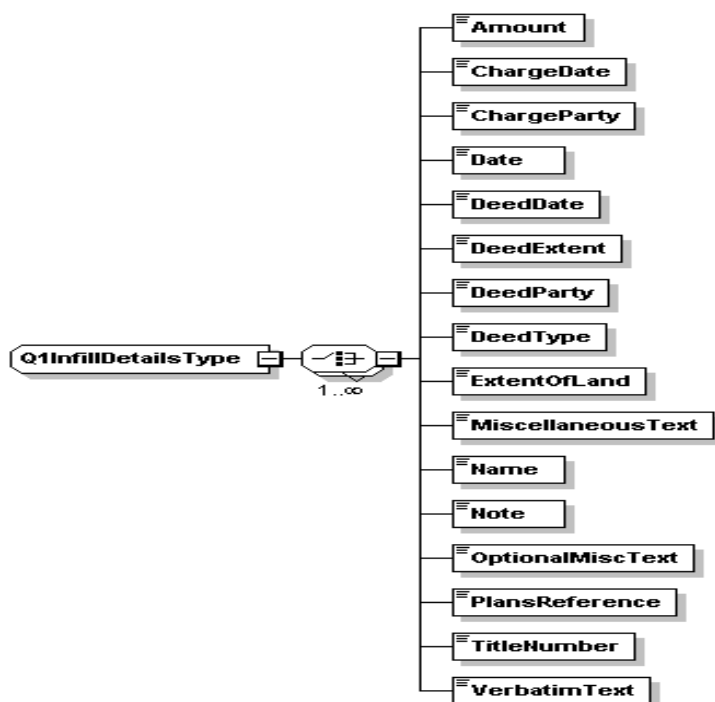 Amount
ChargeDate
ChargeParty
Date
DeedDate
DeedExtent
DeedParty
DeedType
Q1InfillDetailsType
1..∞
ExtentOfLand
MiscellaneousText
Name
Note
OptionalMiscText
PlansReference
TitleNumber
VerbatimText